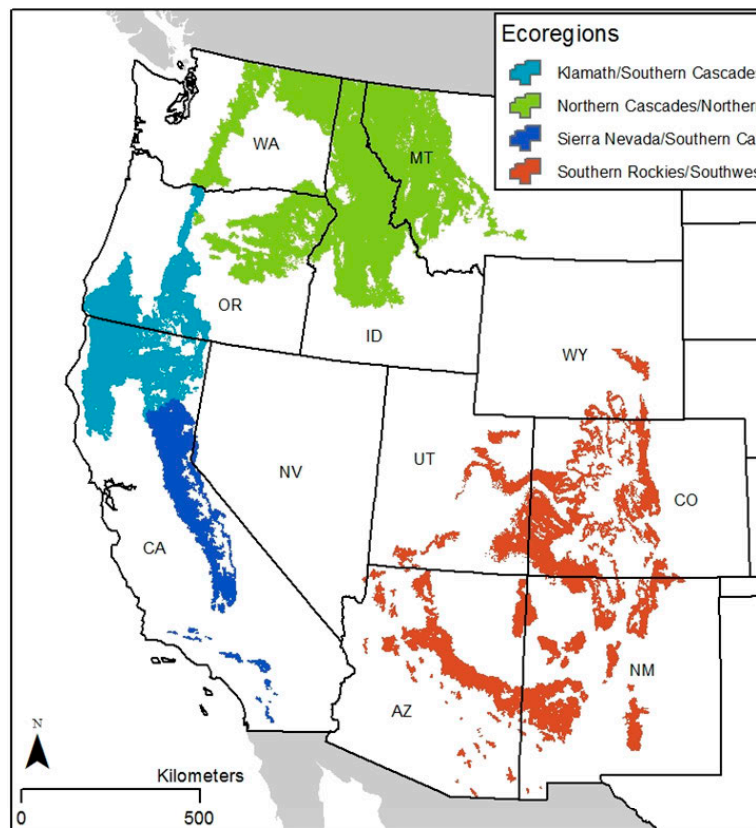 Ecoregions
Klamath/Southern Cascade
Northern Cascades/Northern
Sierra Nevada/Southern Ca
Southern Rockies/Southwes
WA
MT
OR
ID
WY
NV
UT
CO
CA
AZ
NM
N
Kilometers
0 500